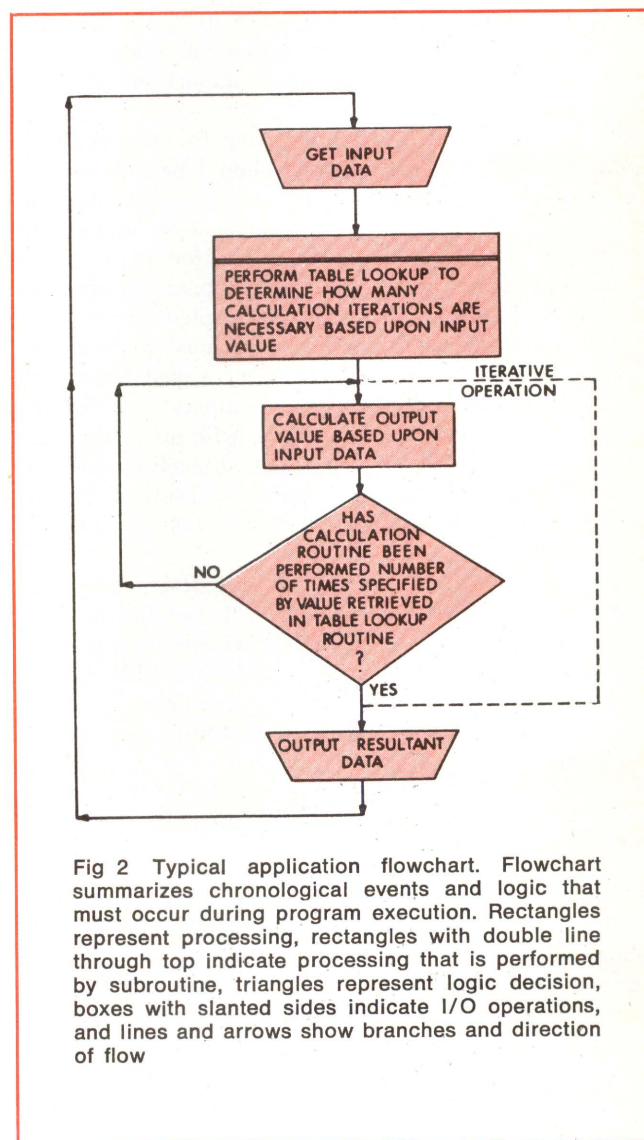 GET INPUT
DATA
PERFORM TABLE LOOKUP TO
DETERMINE HOW MANY
CALCULATION ITERATIONS ARE
NECESSARY BASED UPON INPUT
VALUE
ITERATIVE
OPERATION
CALCULATE OUTPUT
VALUE BASED UPON
INPUT DATA
HAS
CALCULATION
ROUTINE BEEN
PERFORMED NUMBER
OF TIMES SPECIFIED
BY VALUE RETRIEVED
IN TABLE LOOKUP
ROUTINE
?
NO
YES
OUTPUT RESULTANT
DATA
Fig 2 Typical application flowchart. Flowchart
summarizes chronological events and logic that
must occur during program execution. Rectangles
represent processing, rectangles with double line
through top indicate processing that is performed
by subroutine, triangles represent logic decision,
boxes with slanted sides indicate I/O operations,
and lines and arrows show branches and direction
of flow